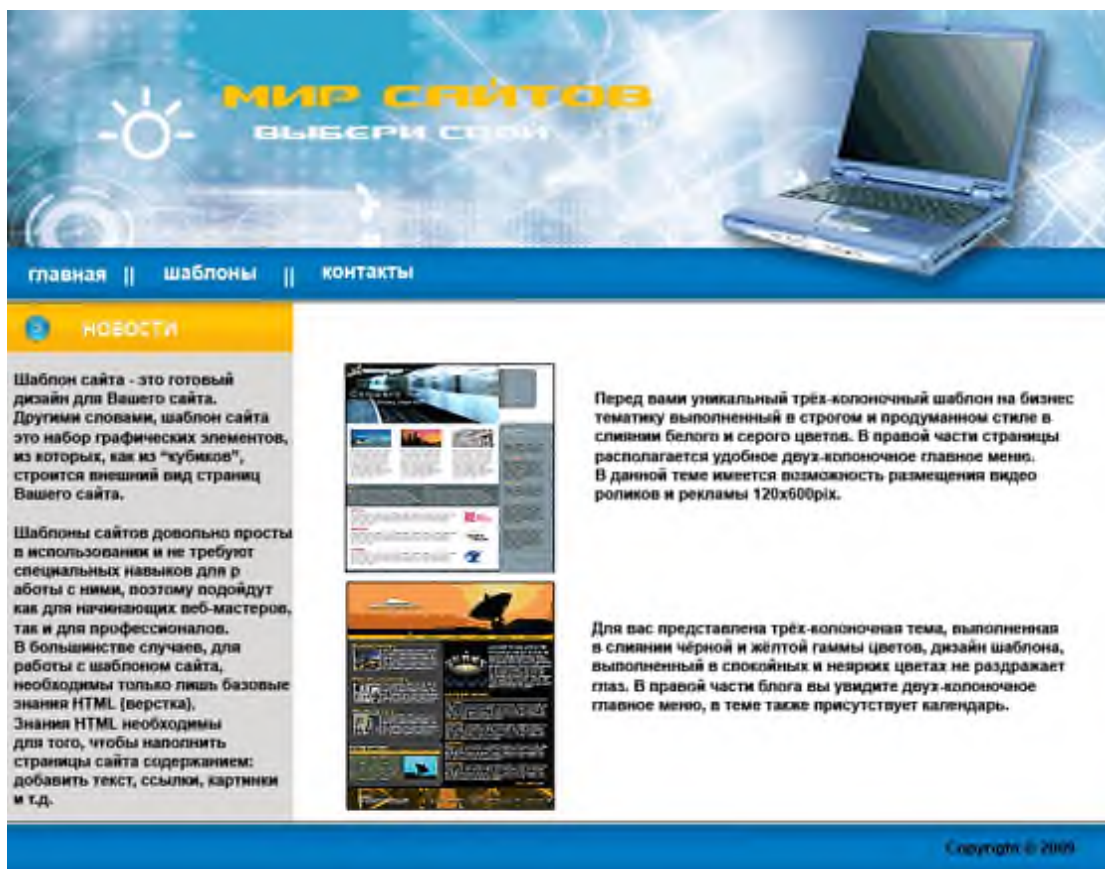 МИР САЙТОВ
ВЫБЕРИ СВОЙ
главная || шаблоны || контакты
НОВОСТИ
Шаблон сайта - это готовый
дизайн для Вашего сайта.
Другими словами, шаблон сайта
это набор графических элементов,
из которых, как из “кубиков”,
строится внешний вид страниц
Вашего сайта.
Шаблоны сайтов довольно просты
в использовании и не требуют
специальных навыков для р
аботы с ними, поэтому подойдут
как для начинающих веб-мастеров,
так и для профессионалов.
В большинстве случаев, для
работы с шаблоном сайта,
необходимы только лишь базовые
знания HTML (верстка).
Знания HTML необходимы
для того, чтобы наполнить
страницы сайта содержанием:
добавить текст, ссылки, картинки
и т.д.
Перед вами уникальный трёх-колоночный шаблон на бизнес
тематику выполненный в строгом и продуманном стиле в
слиянии белого и серого цветов. В правой части страницы
располагается удобное двух-колоночное главное меню.
В данной теме имеется возможность размещения видео
роликов и рекламы 120x600pix.
Для вас представлена трёх-колоночная тема, выполненная
в слиянии чёрной и жёлтой гаммы цветов, дизайн шаблона,
выполненный в спокойных и неярких цветах не раздражает
глаз. В правой части блога вы увидите двух-колоночное
главное меню, в теме также присутствует календарь.
Copyright © 2009